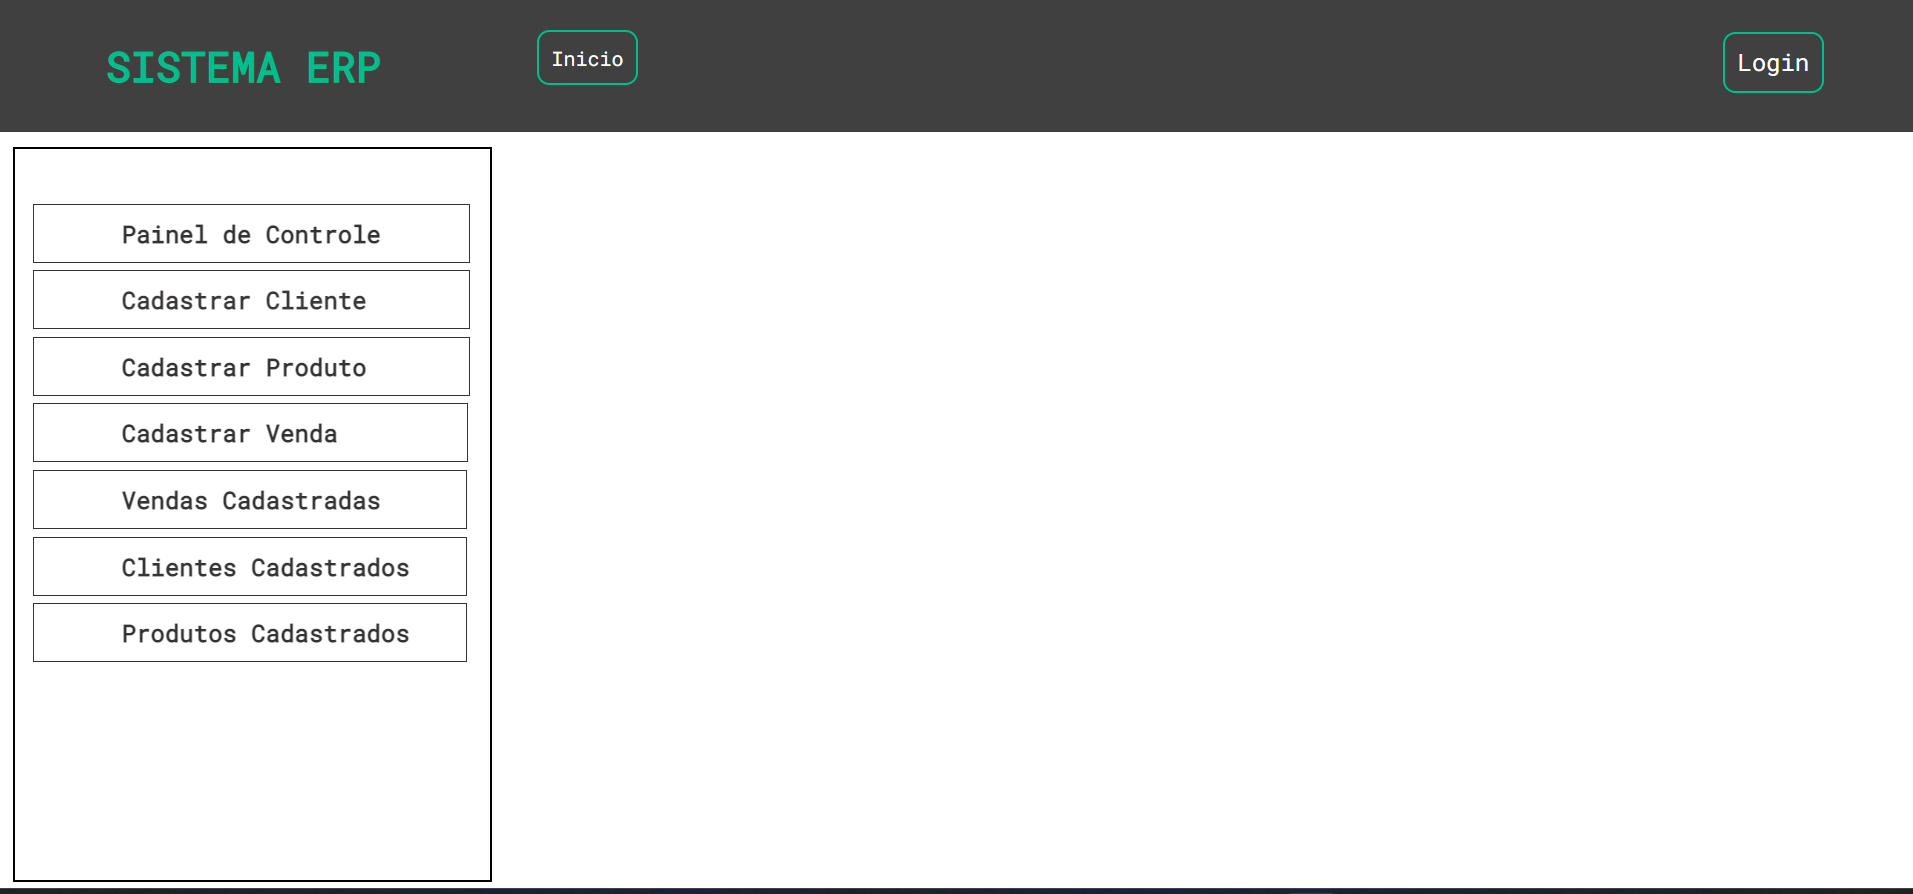 SISTEMA ERP
Inicio
Login
Painel de Controle
Cadastrar Cliente
Cadastrar Produto
Cadastrar Venda
Vendas Cadastradas
Clientes Cadastrados
Produtos Cadastrados